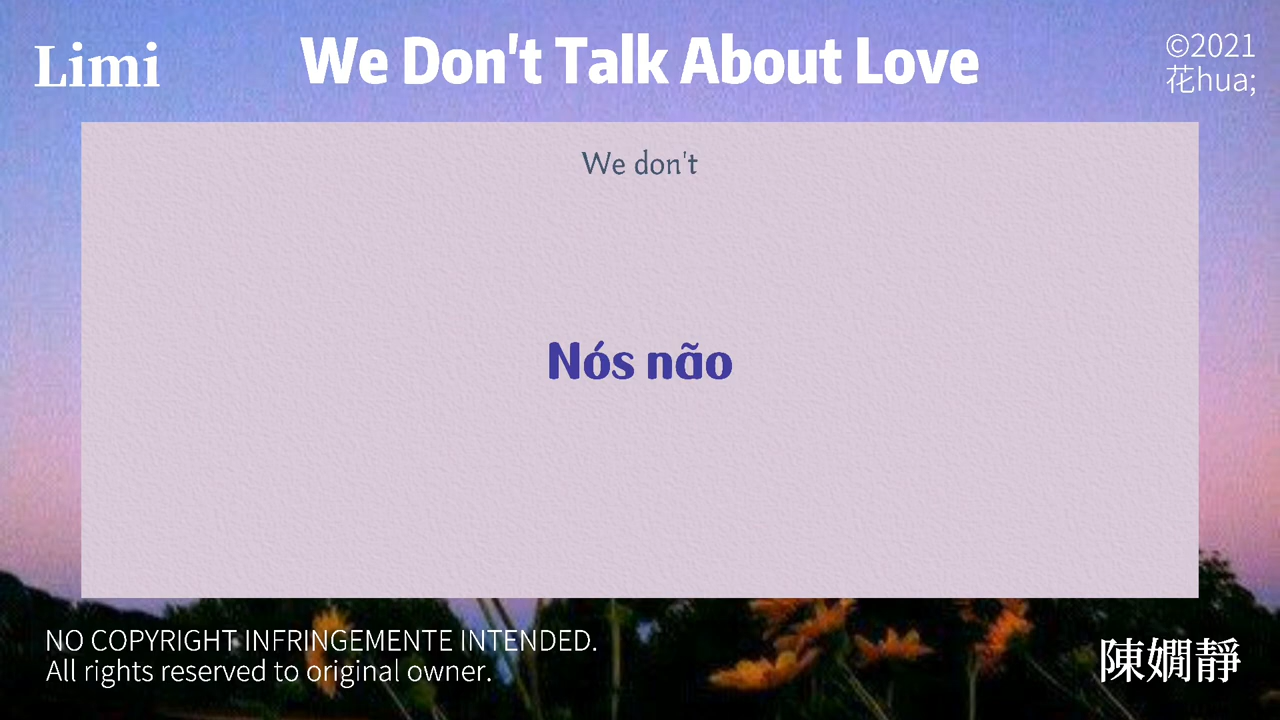 Limi
We Don't Talk About Love
©2021
花hua;
We don't
Nós não
NO COPYRIGHT INFRINGEMENTE INTENDED.
All rights reserved to original owner.
陳嫺靜